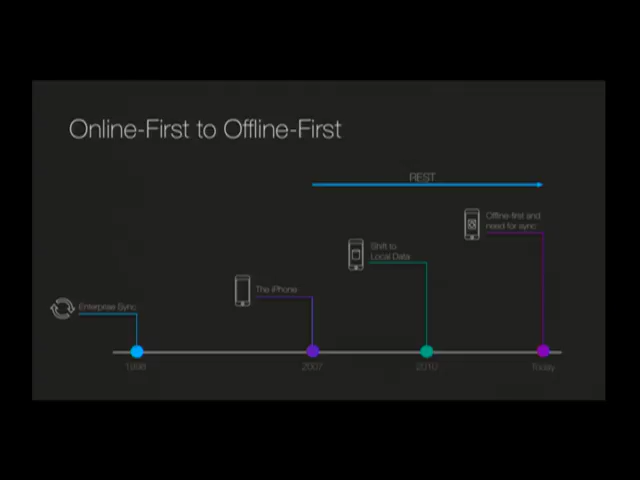 Online-First to Offline-First
REST
Offline-first and
need for sync
Shift to
Local Data
The iPhone
Enterprise Sync
1998
2007
2010
Today